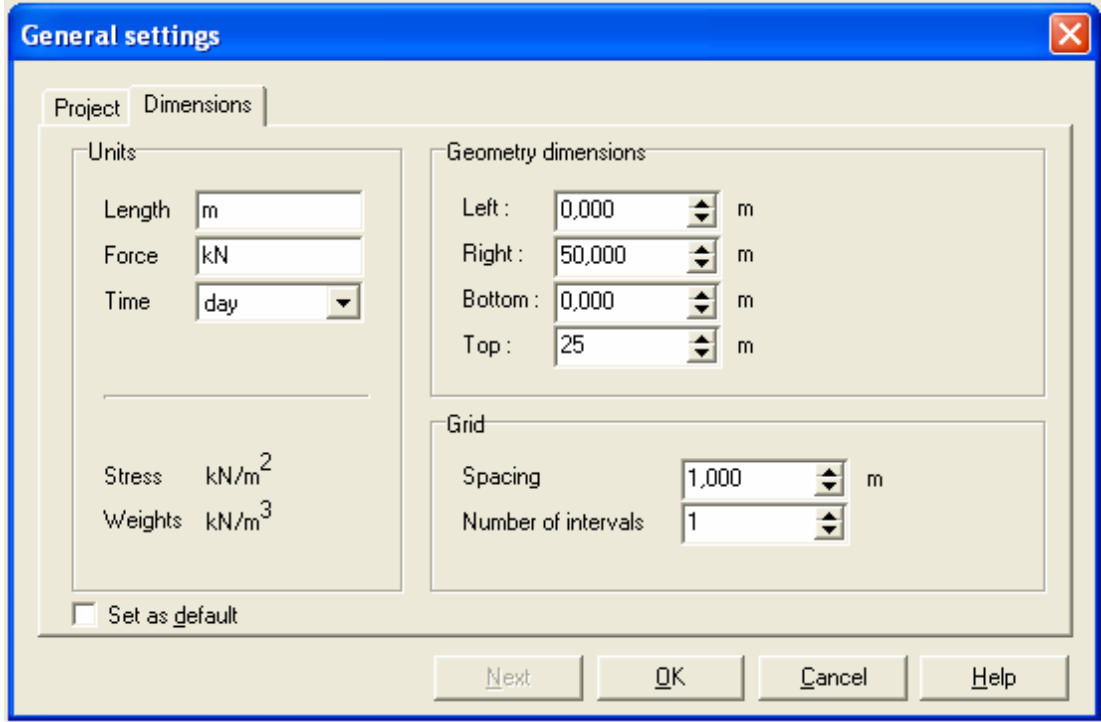 General settings
Project
Dimensions
Units
Length m
Force kN
Time day
Stress kN/m²
Weights kN/m³
Geometry dimensions
Left : 0,000 m
Right : 50,000 m
Bottom : 0,000 m
Top : 25 m
Grid
Spacing 1,000 m
Number of intervals 1
Set as default
Next OK Cancel Help